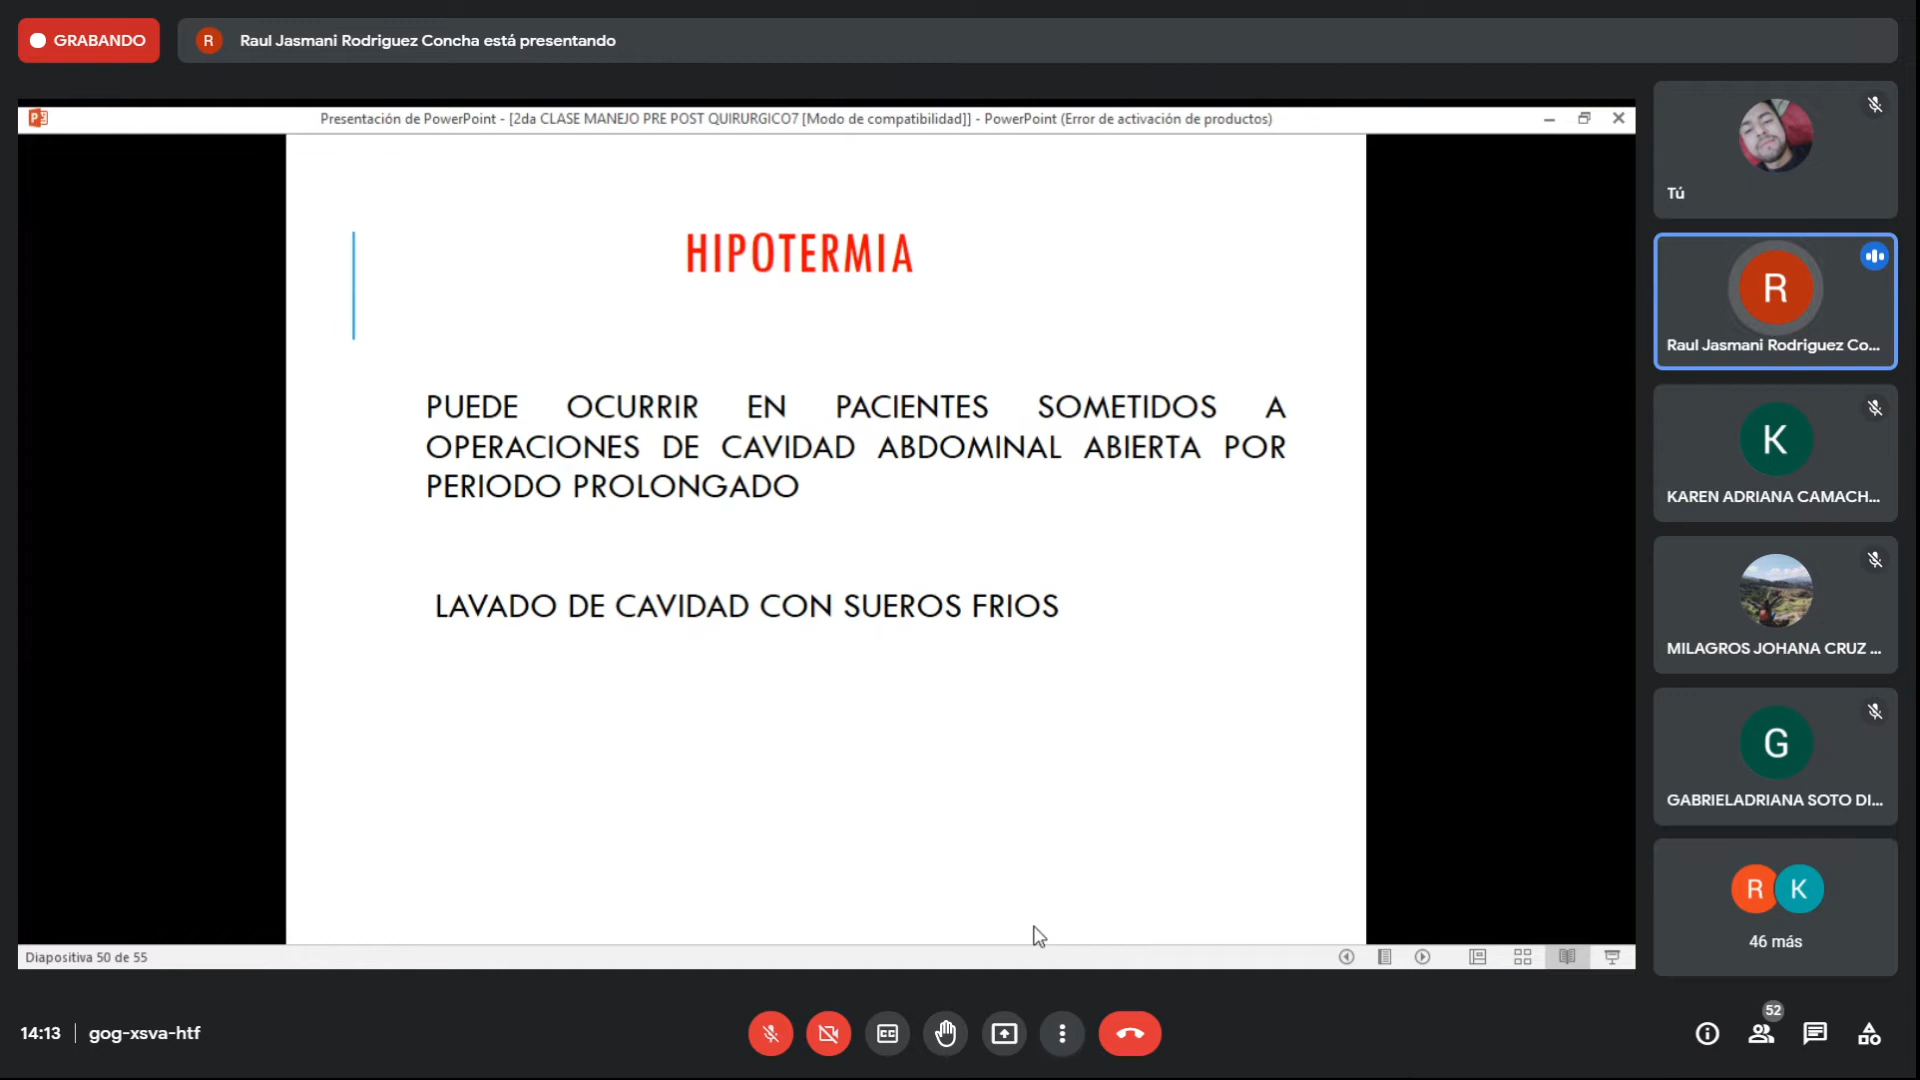 GRABANDO
R
Raul Jasmani Rodriguez Concha está presentando
Presentación de PowerPoint - [2da CLASE MANEJO PRE POST QUIRURGICO7 [Modo de compatibilidad]] - PowerPoint (Error de activación de productos)
HIPOTERMIA
PUEDE OCURRIR EN PACIENTES SOMETIDOS A
OPERACIONES DE CAVIDAD ABDOMINAL ABIERTA POR
PERIODO PROLONGADO
LAVADO DE CAVIDAD CON SUEROS FRIOS
Diapositiva 50 de 55
Tú
R
Raul Jasmani Rodriguez Co...
K
KAREN ADRIANA CAMACH...
MILAGROS JOHANA CRUZ ...
G
GABRIELADRIANA SOTO DI...
R K
46 más
14:13 | gog-xsva-htf
CC
52